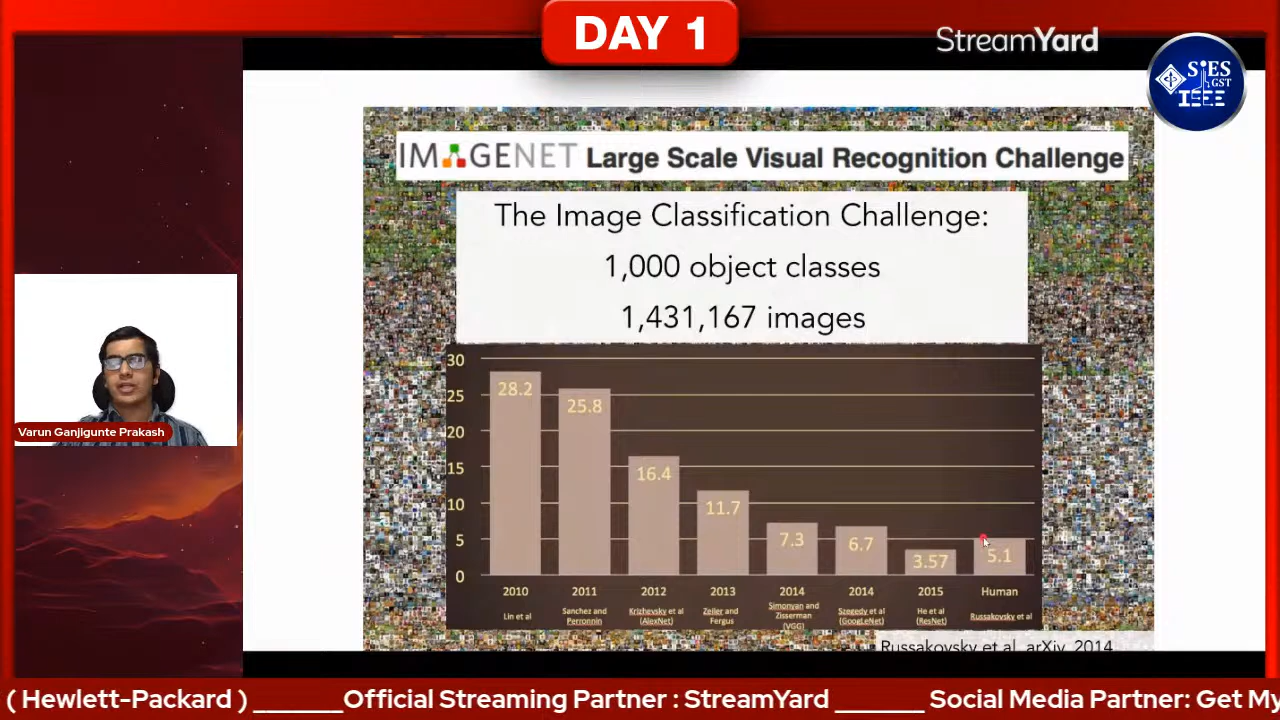 DAY 1
StreamYard
SIES
GST
IEEE
IMAGENET Large Scale Visual Recognition Challenge
The Image Classification Challenge:
1,000 object classes
1,431,167 images
30
25
20
15
10
5
0
28.2
25.8
16.4
11.7
7.3
6.7
3.57
5.1
2010
2011
2012
2013
2014
2014
2015
Human
Lin et al
Sanchez and
Perronnin
Krizhevsky et al
(AlexNet)
Zeiler and
Fergus
Simonyan and
Zisserman
(VGG)
Szegedy et al
(GoogLeNet)
He et al
(ResNet)
Russakovsky et al
Russakovsky et al. arXiv, 2014
Varun Ganjigunte Prakash
( Hewlett-Packard ) ______Official Streaming Partner : StreamYard ______ Social Media Partner: Get My